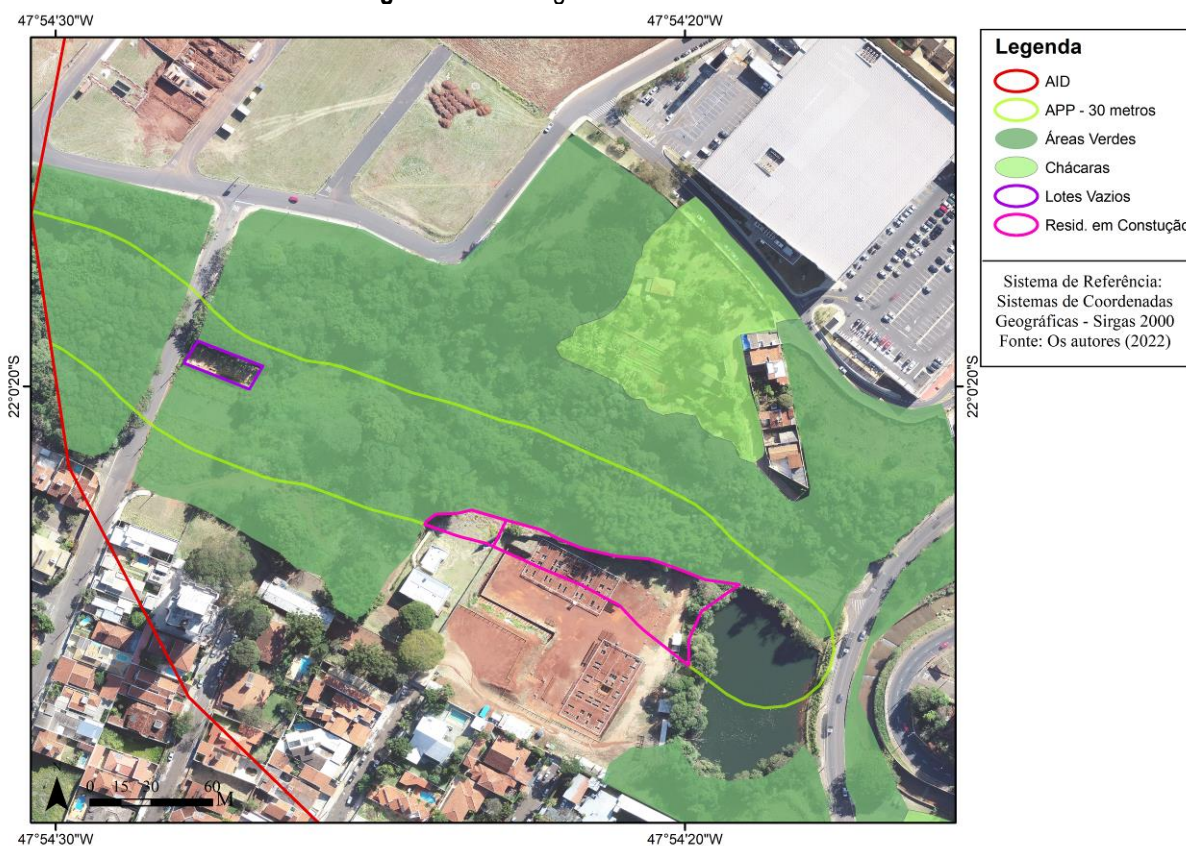 47°54'30"W
47°54'20"W
22°0'20"S
22°0'20"S
0 15 30 60
M
47°54'30"W
47°54'20"W
Legenda
AID
APP - 30 metros
Áreas Verdes
Chácaras
Lotes Vazios
Resid. em Constução
Sistema de Referência:
Sistemas de Coordenadas
Geográficas - Sirgas 2000
Fonte: Os autores (2022)